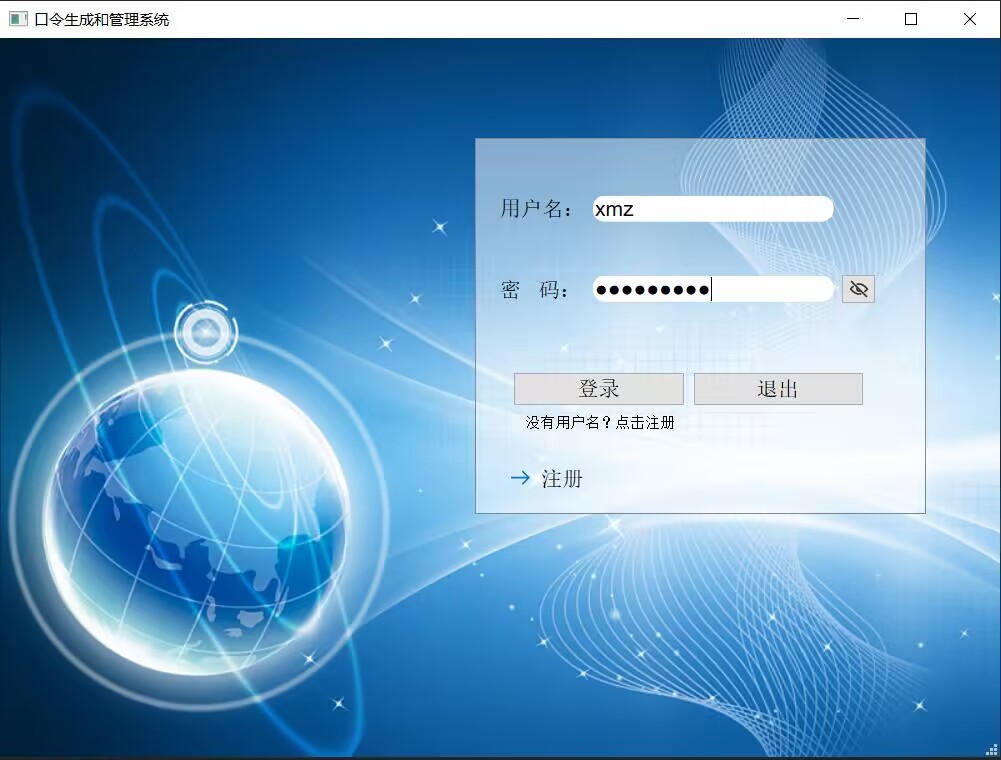 口令生成和管理系统
用户名： xmz
密 码： ●●●●●●●●●
登录 退出
没有用户名？点击注册
→ 注册